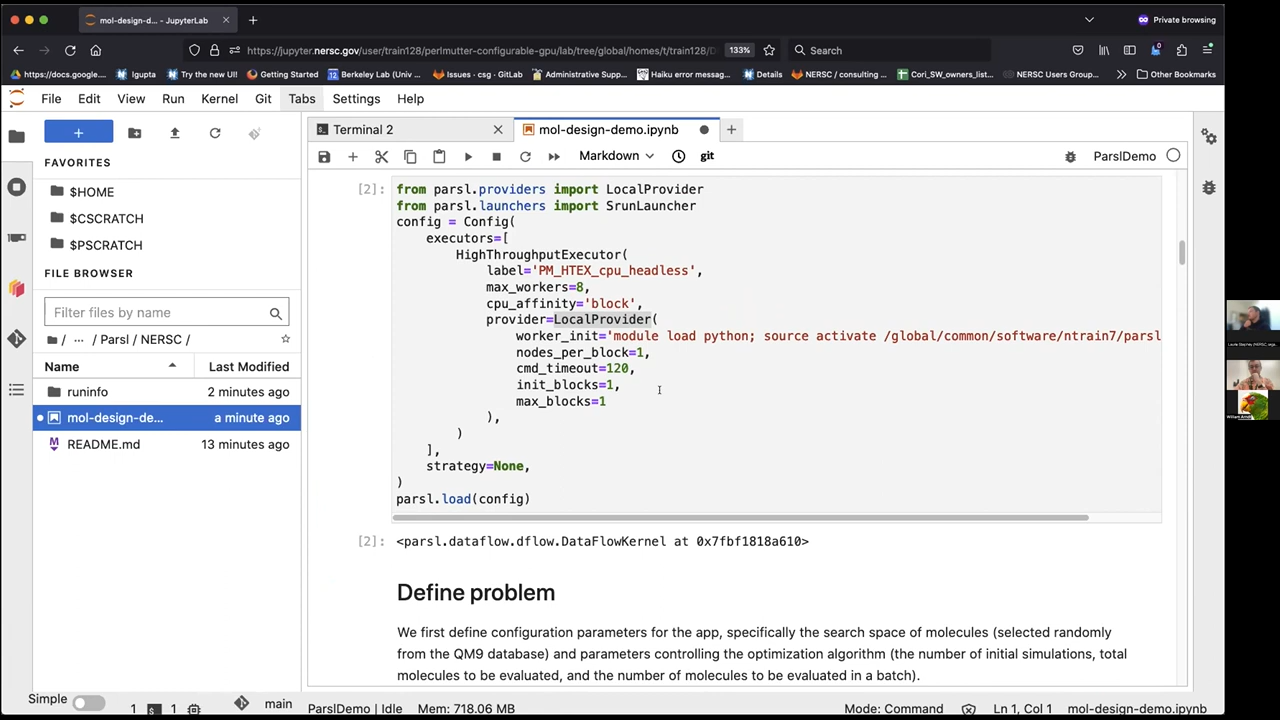 mol-design-d... - JupyterLab
Private browsing
https://jupyter.nersc.gov/user/train128/perlmutter-configurable-gpu/lab/tree/global/homes/t/train128/D
133%
Search
https://docs.google....
lgupta
Try the new UI!
Getting Started
Berkeley Lab (Univ ...
Issues · csg · GitLab
Administrative Supp...
Haiku error messag...
Details
NERSC / consulting ...
Cori_SW_owners_list...
NERSC Users Group...
Other Bookmarks
File Edit View Run Kernel Git Tabs Settings Help
Terminal 2
mol-design-demo.ipynb
Markdown
git
ParslDemo
FAVORITES
$HOME
$CSCRATCH
$PSCRATCH
FILE BROWSER
Filter files by name
/ ... / Parsl / NERSC /
Name Last Modified
runinfo 2 minutes ago
mol-design-de... a minute ago
README.md 13 minutes ago
[2]: from parsl.providers import LocalProvider
from parsl.launchers import SrunLauncher
config = Config(
executors=[
HighThroughputExecutor(
label='PM_HTEX_cpu_headless',
max_workers=8,
cpu_affinity='block',
provider=LocalProvider(
worker_init='module load python; source activate /global/common/software/ntrain7/parsl
nodes_per_block=1,
cmd_timeout=120,
init_blocks=1,
max_blocks=1
),
)
],
strategy=None,
)
parsl.load(config)
[2]: <parsl.dataflow.dflow.DataFlowKernel at 0x7fbf1818a610>
Define problem
We first define configuration parameters for the app, specifically the search space of molecules (selected randomly
from the QM9 database) and parameters controlling the optimization algorithm (the number of initial simulations, total
molecules to be evaluated, and the number of molecules to be evaluated in a batch).
Simple
1
1
main
ParslDemo | Idle
Mem: 718.06 MB
Mode: Command
Ln 1, Col 1
mol-design-demo.ipynb